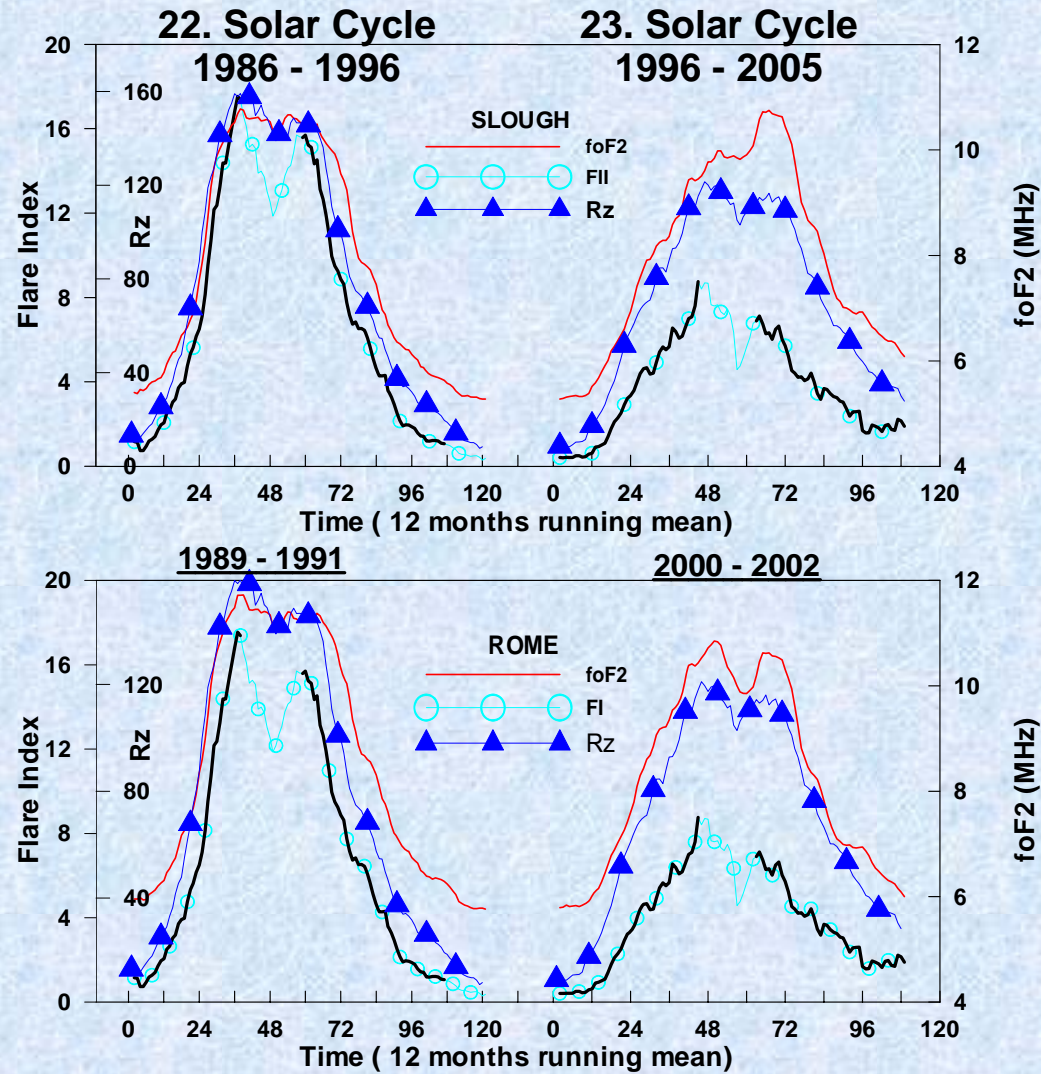 22. Solar Cycle
1986 - 1996
23. Solar Cycle
1996 - 2005
20
16
12
8
4
0
Flare Index
160
120
80
40
0
Rz
SLOUGH
foF2
FII
Rz
12
10
8
6
4
foF2 (MHz)
0 24 48 72 96 120
0 24 48 72 96 120
Time ( 12 months running mean)
1989 - 1991
2000 - 2002
20
16
12
8
4
0
Flare Index
120
80
40
Rz
ROME
foF2
FI
Rz
12
10
8
6
4
foF2 (MHz)
0 24 48 72 96 120
0 24 48 72 96 120
Time ( 12 months running mean)